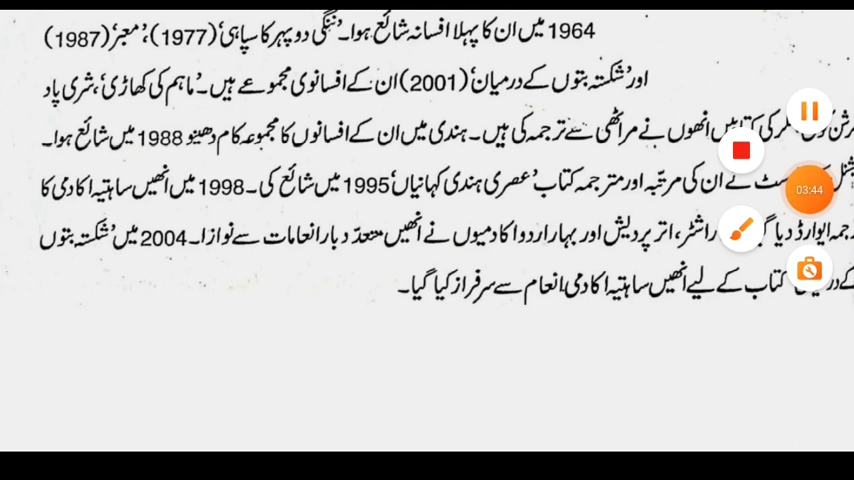 1964 میں ان کا پہلا افسانہ شائع ہوا۔ 'ننگی دوپہر کا سپاہی' (1977)، 'معبر' (1987)
اور 'شکستہ بتوں کے درمیان' (2001) ان کے افسانوی مجموعے ہیں۔ 'ماہم کی کھاڑی'، شری پاد
کی کتابیں انھوں نے مراٹھی سے ترجمہ کی ہیں۔ ہندی میں ان کے افسانوں کا مجموعہ کام دھینو 1988 میں شائع ہوا۔
نے ان کی مرتّبہ اور مترجمہ کتاب 'عصری ہندی کہانیاں' 1995 میں شائع کی۔ 1998 میں انھیں ساہتیہ اکادمی کا
ایوارڈ دیا راشٹر، اتر پردیش اور بہار اردو اکادمیوں نے انھیں متعدّد بار انعامات سے نوازا۔ 2004 میں 'شکستہ بتوں
کتاب کے لیے انھیں ساہتیہ اکادمی انعام سے سرفراز کیا گیا۔
03:44